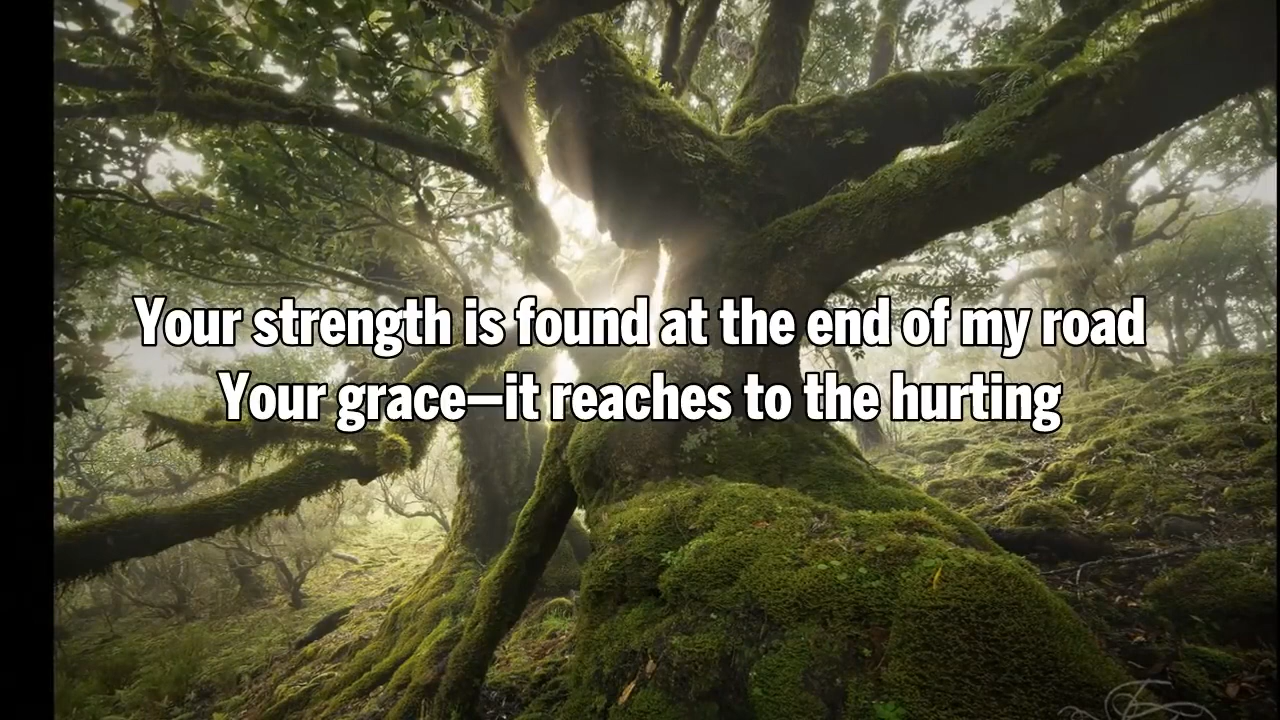 Your strength is found at the end of my road
Your grace—it reaches to the hurting